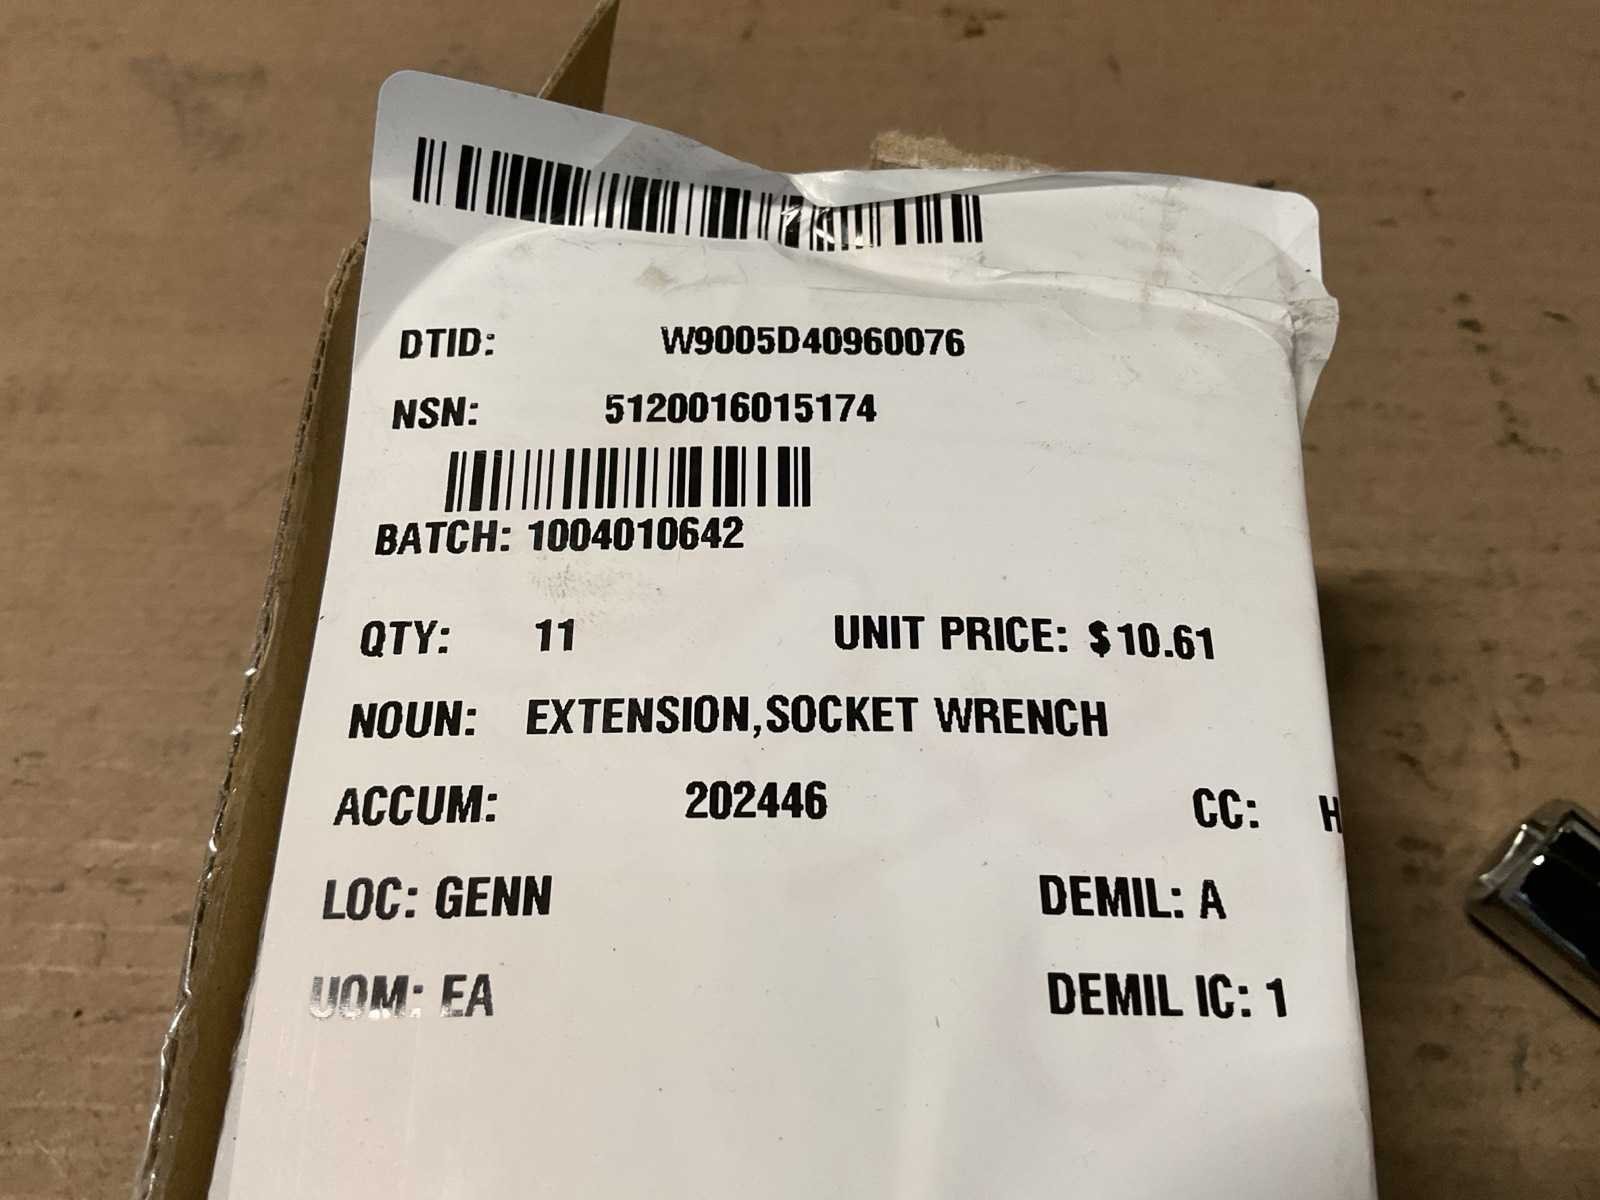 DTID: W9005D40960076
NSN: 5120016015174
BATCH: 1004010642
QTY: 11 UNIT PRICE: $10.61
NOUN: EXTENSION,SOCKET WRENCH
ACCUM: 202446 CC: H
LOC: GENN DEMIL: A
UOM: EA DEMIL IC: 1